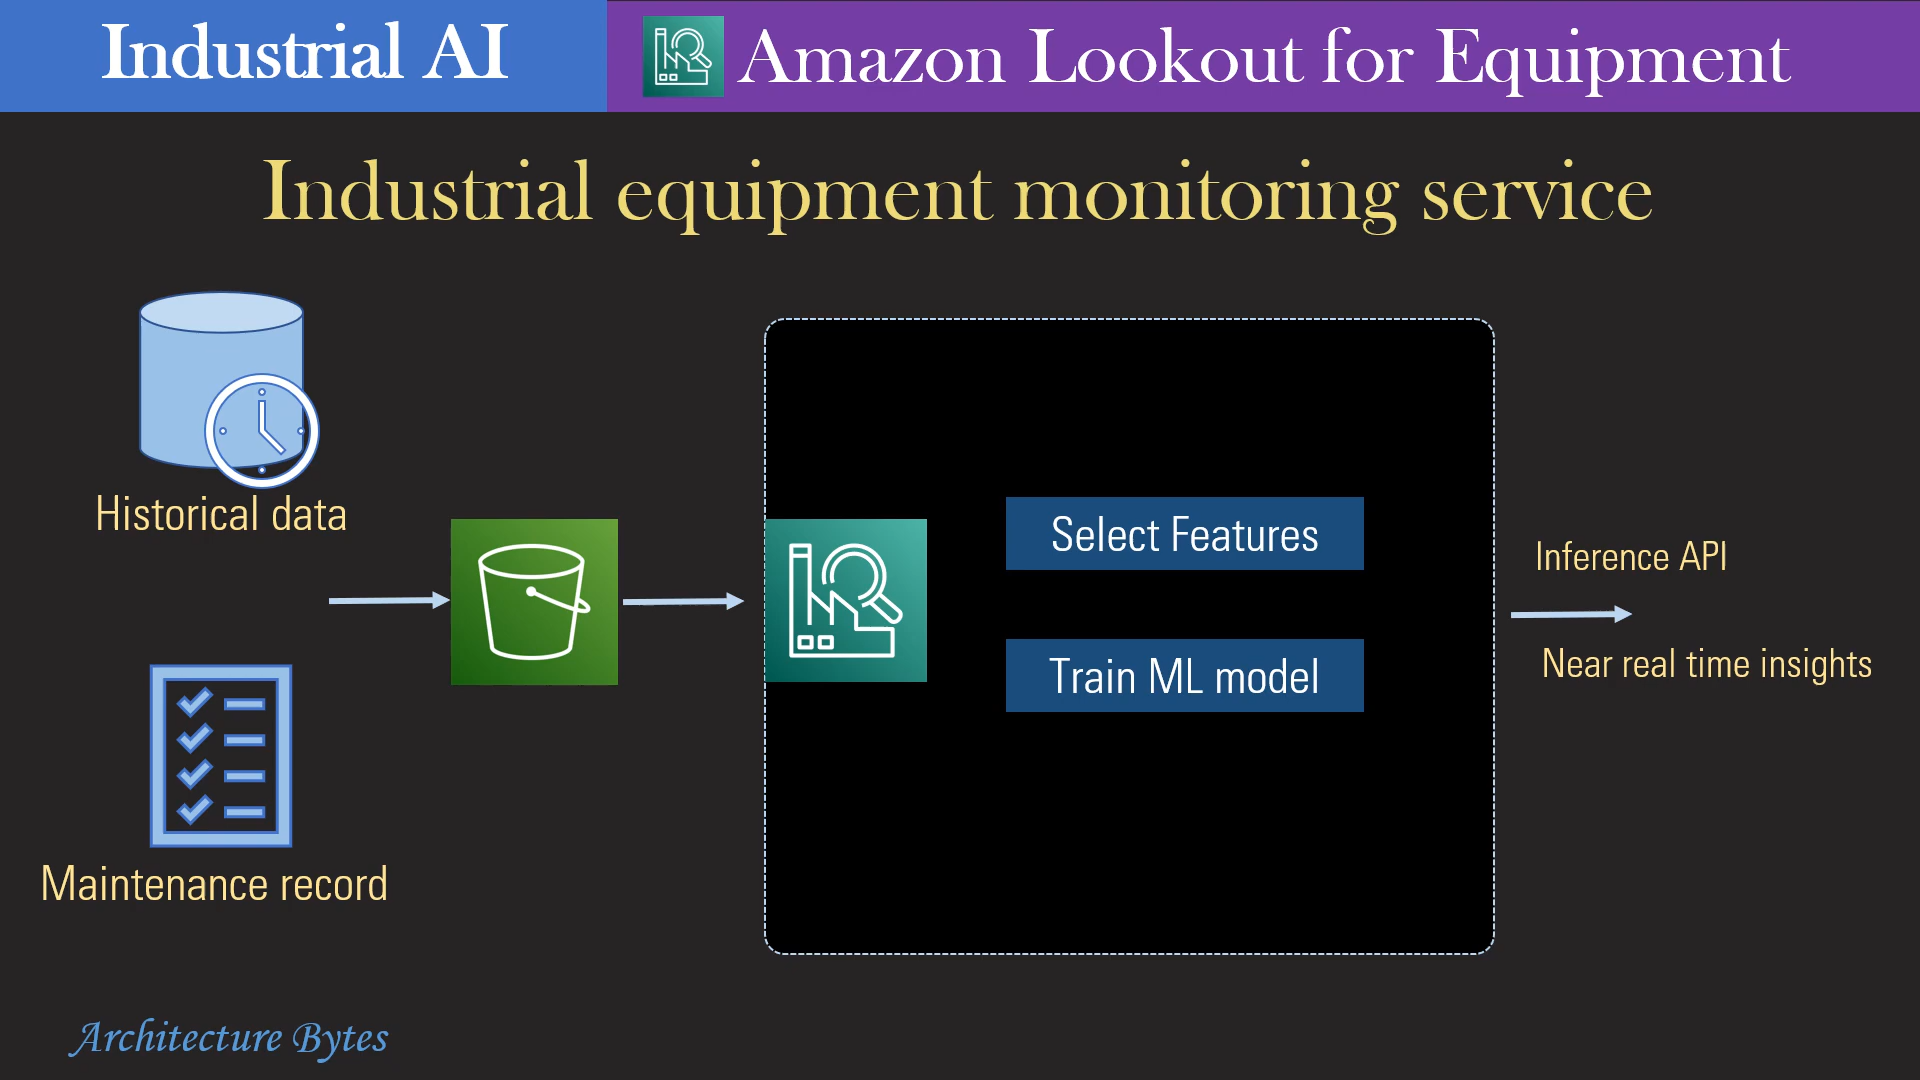 Industrial AI
Amazon Lookout for Equipment
Industrial equipment monitoring service
Historical data
Maintenance record
Select Features
Train ML model
Inference API
Near real time insights
Architecture Bytes